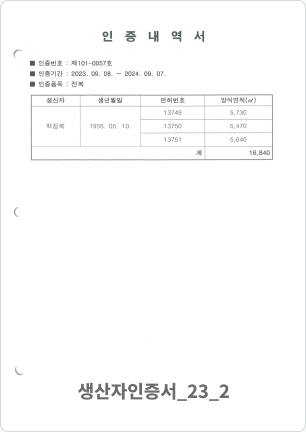 인 증 내 역 서
■ 인증번호 : 제101-0057호
■ 인증기간 : 2023. 09. 08. ~ 2024. 09. 07.
■ 인증품목 : 전복
생산자 생년월일 면허번호 양식면적(㎡)
백점복 1955. 05. 10. 13749 5,730
13750 5,470
13751 5,640
계 16,840
생산자인증서_23_2